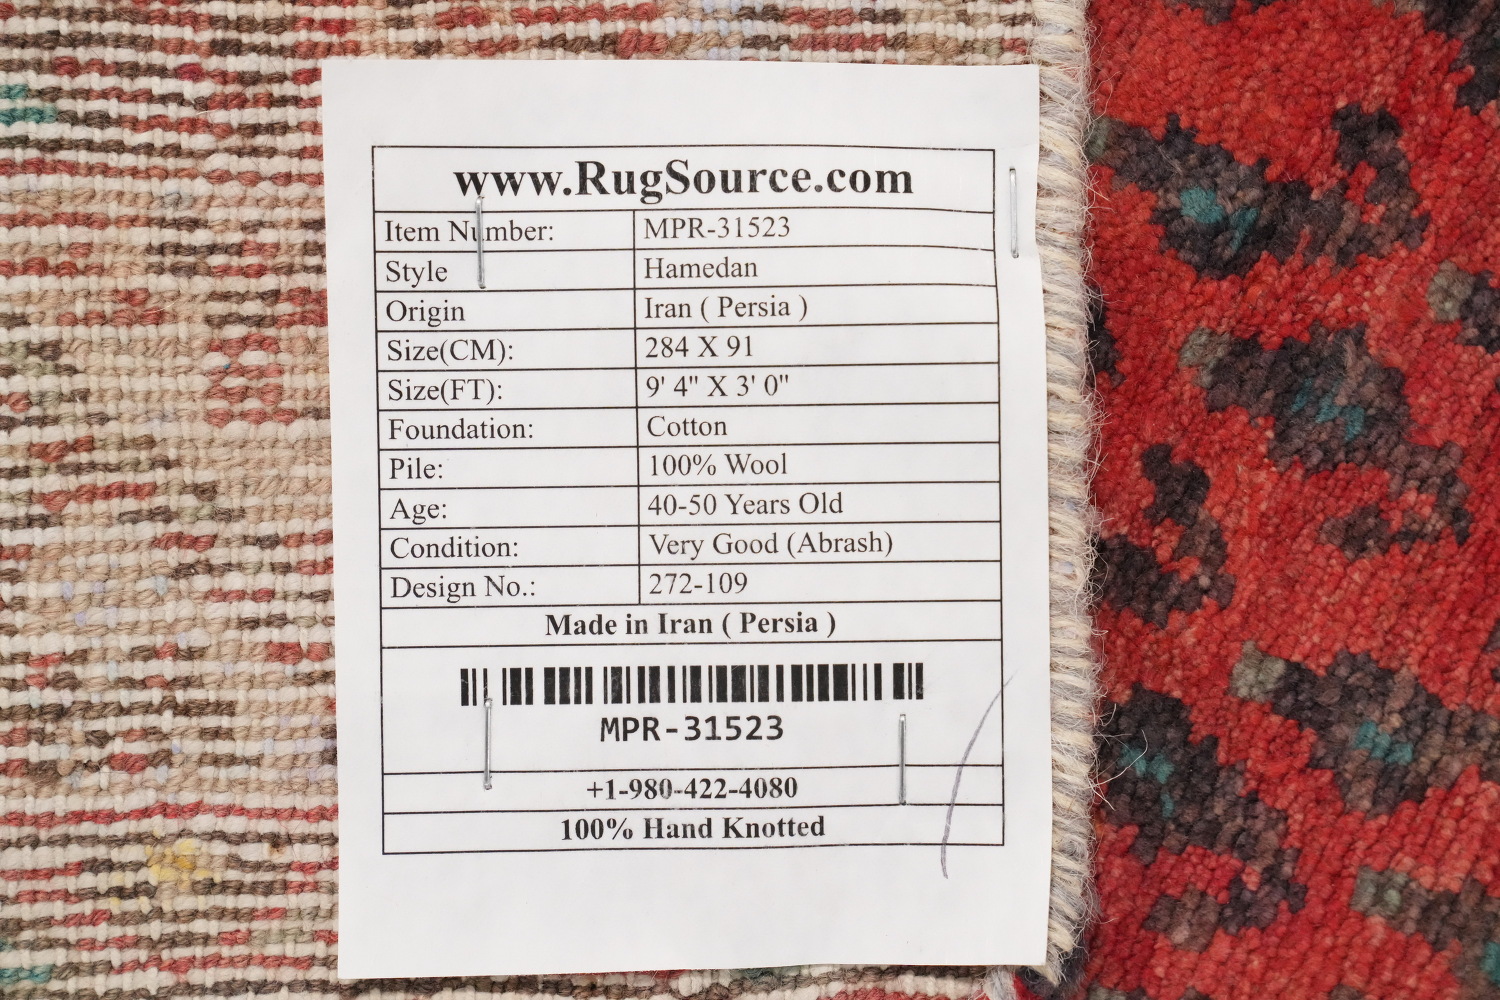 www.RugSource.com
Item Number: MPR-31523
Style Hamedan
Origin Iran ( Persia )
Size(CM): 284 X 91
Size(FT): 9' 4" X 3' 0"
Foundation: Cotton
Pile: 100% Wool
Age: 40-50 Years Old
Condition: Very Good (Abrash)
Design No.: 272-109
Made in Iran ( Persia )
MPR-31523
+1-980-422-4080
100% Hand Knotted